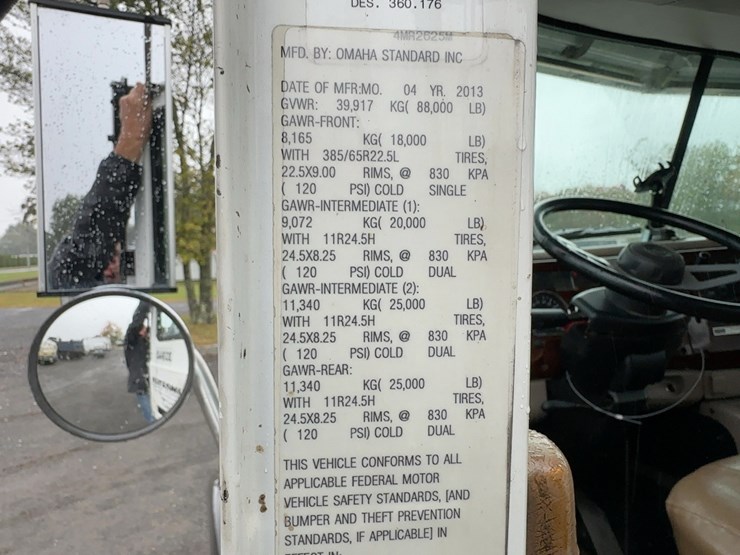 DES. 360.176
4MR2625M
MFD. BY: OMAHA STANDARD INC
DATE OF MFR:MO. 04 YR. 2013
GVWR: 39,917 KG( 88,000 LB)
GAWR-FRONT:
8,165 KG( 18,000 LB)
WITH 385/65R22.5L TIRES,
22.5X9.00 RIMS, @ 830 KPA
( 120 PSI) COLD SINGLE
GAWR-INTERMEDIATE (1):
9,072 KG( 20,000 LB)
WITH 11R24.5H TIRES,
24.5X8.25 RIMS, @ 830 KPA
( 120 PSI) COLD DUAL
GAWR-INTERMEDIATE (2):
11,340 KG( 25,000 LB)
WITH 11R24.5H TIRES,
24.5X8.25 RIMS, @ 830 KPA
( 120 PSI) COLD DUAL
GAWR-REAR:
11,340 KG( 25,000 LB)
WITH 11R24.5H TIRES,
24.5X8.25 RIMS, @ 830 KPA
( 120 PSI) COLD DUAL
THIS VEHICLE CONFORMS TO ALL
APPLICABLE FEDERAL MOTOR
VEHICLE SAFETY STANDARDS, [AND
BUMPER AND THEFT PREVENTION
STANDARDS, IF APPLICABLE] IN
EFFECT IN: